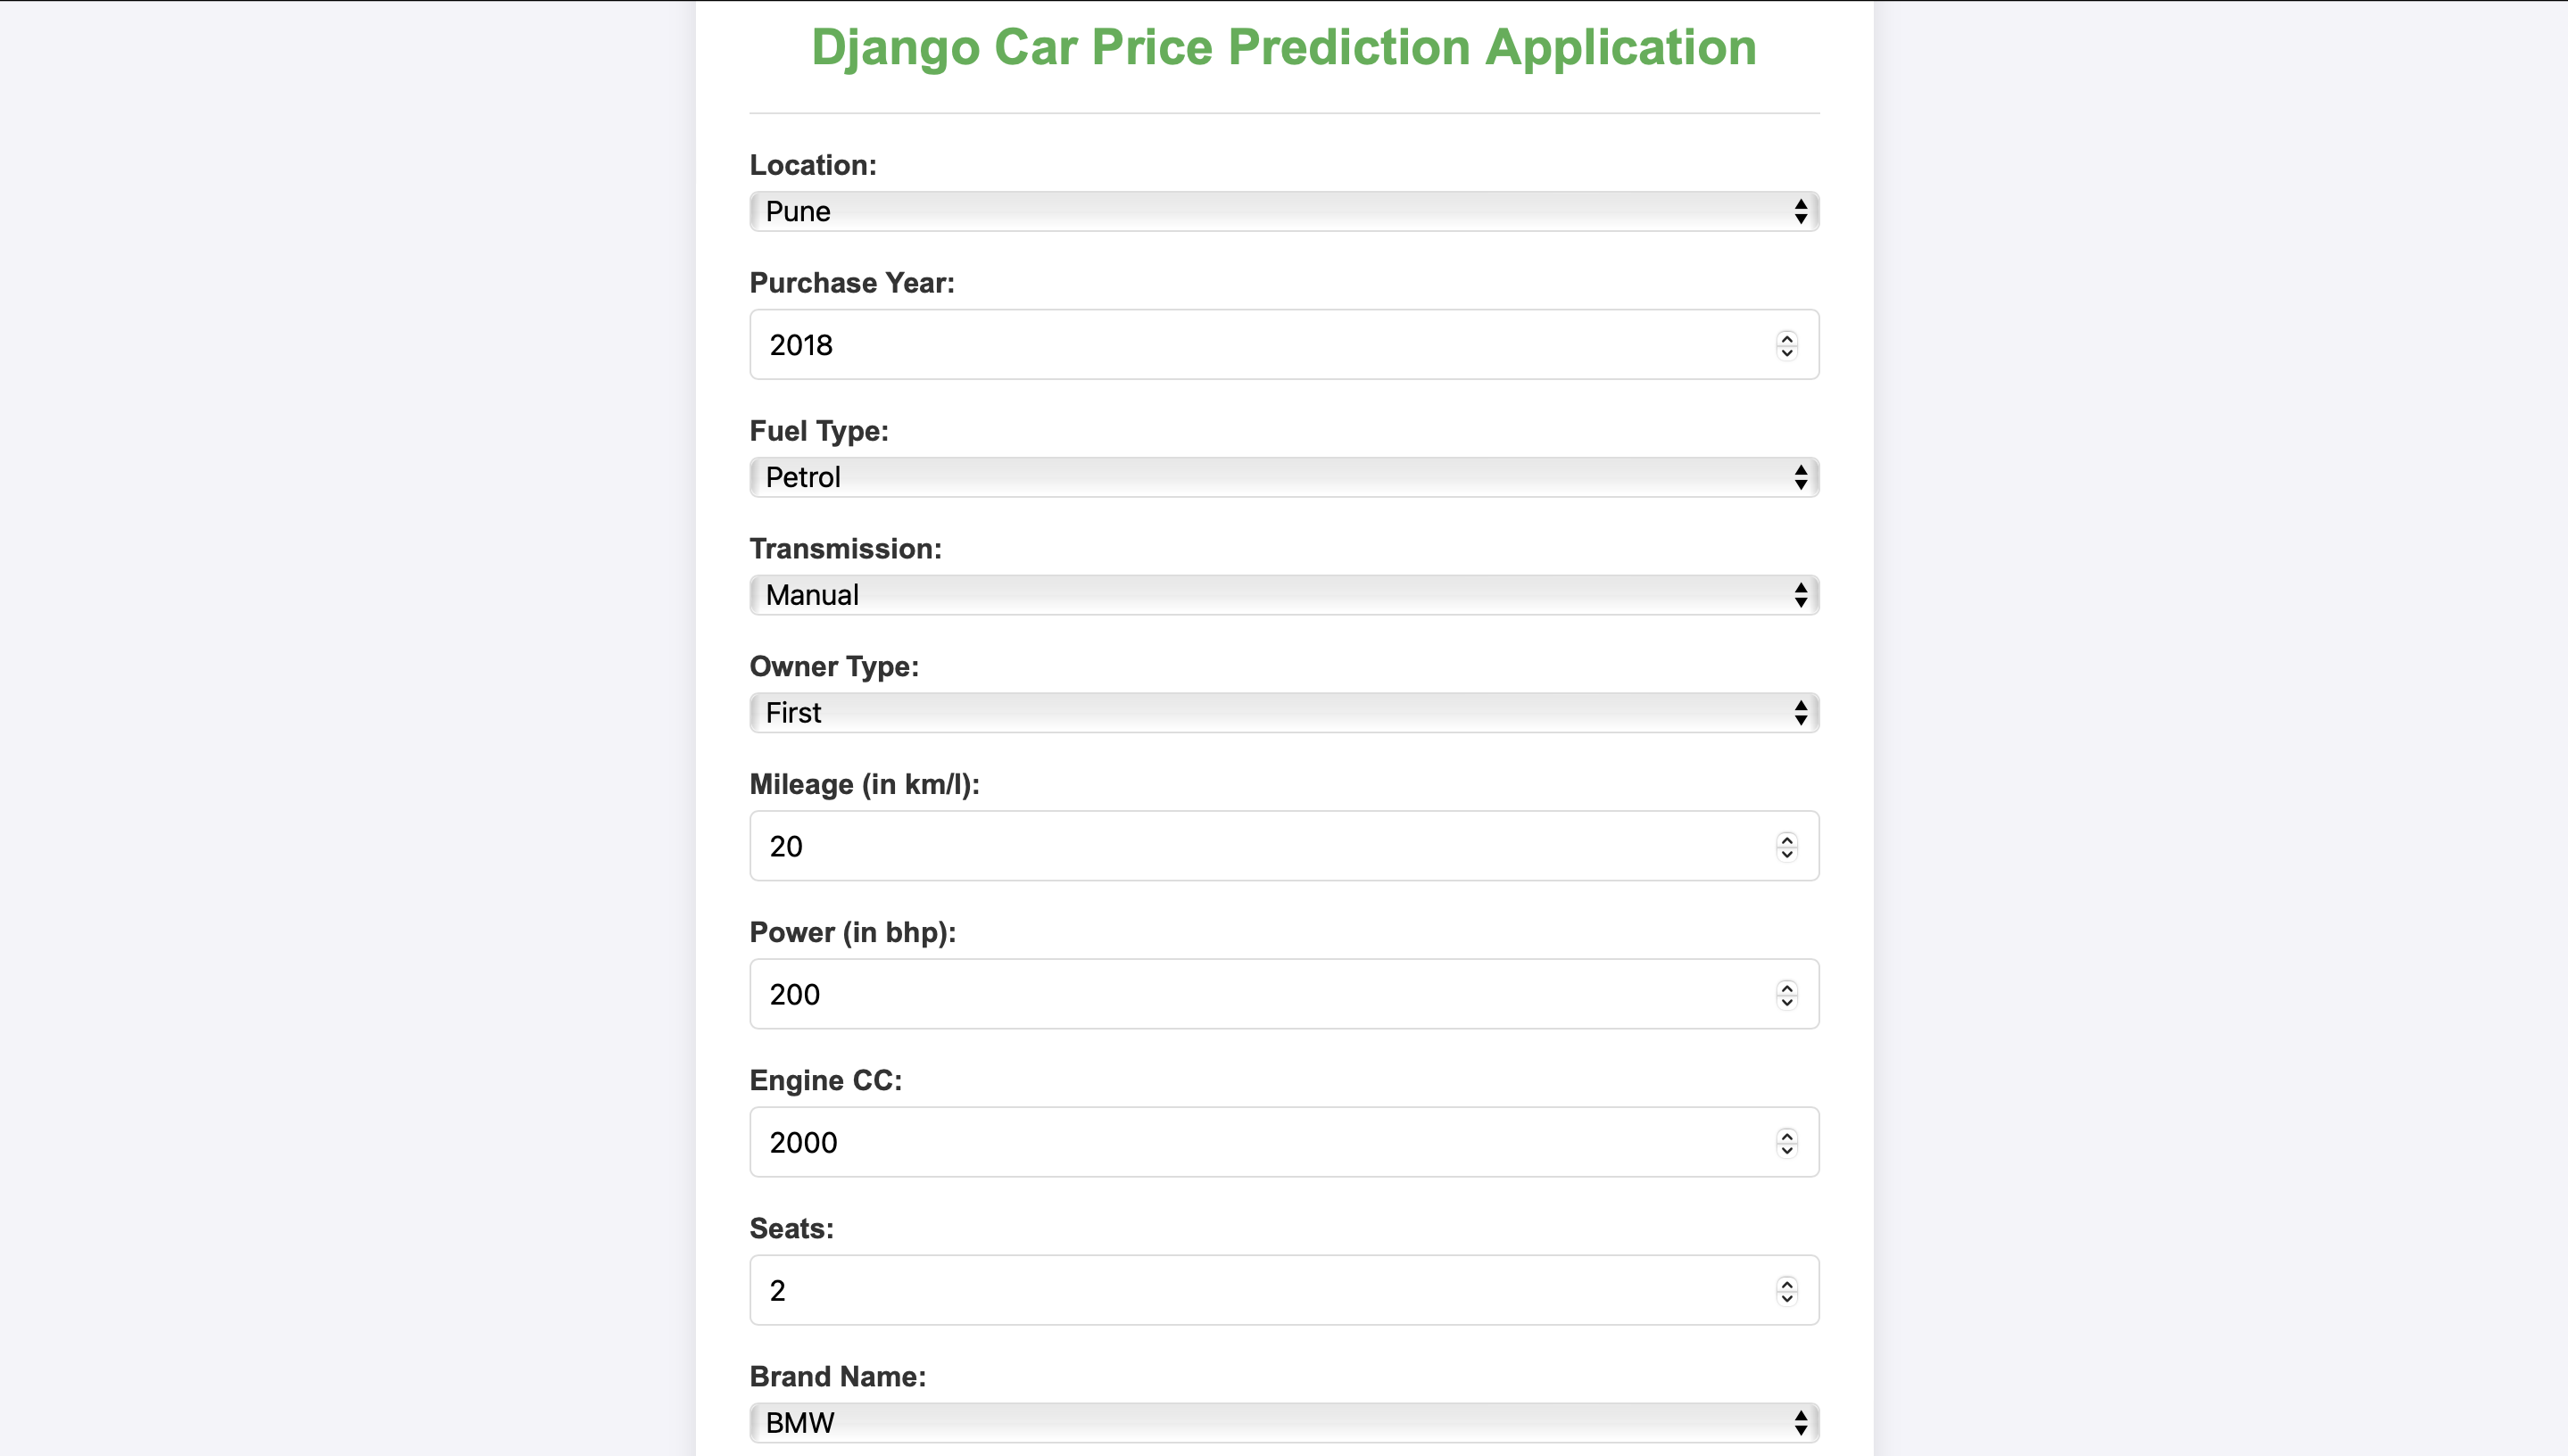 Django Car Price Prediction Application
Location:
Pune
Purchase Year:
2018
Fuel Type:
Petrol
Transmission:
Manual
Owner Type:
First
Mileage (in km/l):
20
Power (in bhp):
200
Engine CC:
2000
Seats:
2
Brand Name:
BMW